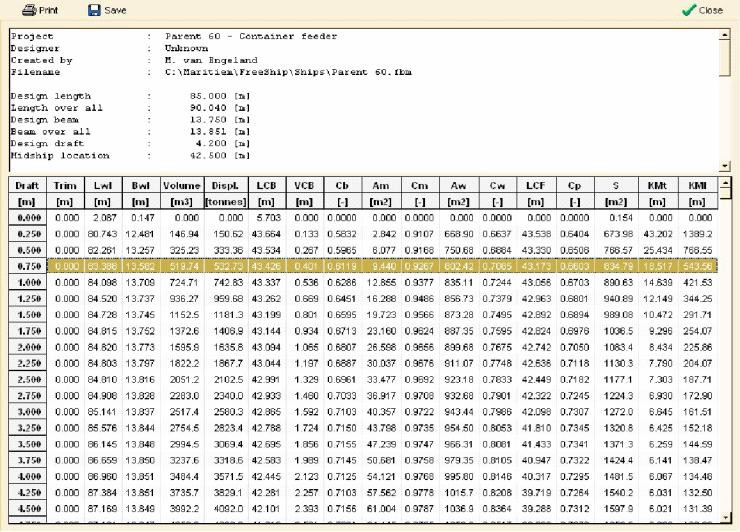 Print Save Close
Project : Parent 60 - Container feeder
Designer : Unknown
Created by : M. van Engeland
Filename : C:\Maritiem\FreeShip\Ships\Parent 60.fbm
Design length : 85.000 [m]
Length over all : 90.040 [m]
Design beam : 13.750 [m]
Beam over all : 13.851 [m]
Design draft : 4.200 [m]
Midship location : 42.500 [m]
Draft Trim Lwl Bwl Volume Displ. LCB VCB Cb Am Cm Aw Cw LCF Cp S KMt KMl
[m] [m] [m] [m] [m3] [tonnes] [m] [m] [-] [m2] [-] [m2] [-] [m] [-] [m2] [m] [m]
0.000 0.000 2.087 0.147 0.000 0.000 5.703 0.000 0.0000 0.000 0.0000 0.000 0.0000 0.000 0.0000 0.154 0.000 0.000
0.250 0.000 80.743 12.481 146.94 150.62 43.664 0.133 0.5832 2.842 0.9107 668.90 0.6637 43.538 0.6404 673.98 43.202 1389.2
0.500 0.000 82.261 13.257 325.23 333.36 43.534 0.267 0.5965 6.077 0.9168 750.68 0.6884 43.330 0.6506 766.57 25.434 766.55
0.750 0.000 83.388 13.582 519.74 532.73 43.426 0.401 0.6119 9.440 0.9267 802.42 0.7085 43.173 0.6603 834.79 18.517 543.56
1.000 0.000 84.098 13.709 724.71 742.83 43.337 0.536 0.6286 12.855 0.9377 835.11 0.7244 43.056 0.6703 890.63 14.639 421.53
1.250 0.000 84.520 13.737 936.27 959.68 43.262 0.669 0.6451 16.288 0.9486 856.73 0.7379 42.963 0.6801 940.89 12.149 344.25
1.500 0.000 84.728 13.745 1152.5 1181.3 43.199 0.801 0.6595 19.723 0.9566 873.28 0.7495 42.892 0.6894 989.08 10.472 291.71
1.750 0.000 84.815 13.752 1372.6 1406.9 43.144 0.934 0.6713 23.160 0.9624 887.35 0.7595 42.824 0.6976 1036.5 9.296 254.07
2.000 0.000 84.820 13.773 1595.9 1635.8 43.094 1.065 0.6807 26.598 0.9656 899.68 0.7675 42.742 0.7050 1083.4 8.434 225.86
2.250 0.000 84.803 13.797 1822.2 1867.7 43.044 1.197 0.6887 30.037 0.9676 911.07 0.7748 42.636 0.7118 1130.3 7.790 204.07
2.500 0.000 84.810 13.816 2051.2 2102.5 42.991 1.329 0.6961 33.477 0.9692 923.18 0.7833 42.449 0.7182 1177.1 7.303 187.71
2.750 0.000 84.908 13.828 2283.0 2340.0 42.933 1.460 0.7033 36.917 0.9708 932.68 0.7901 42.322 0.7245 1224.3 6.930 172.90
3.000 0.000 85.141 13.837 2517.4 2580.3 42.865 1.592 0.7103 40.357 0.9722 943.44 0.7986 42.098 0.7307 1272.0 6.645 161.51
3.250 0.000 85.576 13.844 2754.5 2823.4 42.788 1.724 0.7150 43.798 0.9735 954.50 0.8053 41.810 0.7345 1320.8 6.425 152.18
3.500 0.000 86.145 13.848 2994.5 3069.4 42.695 1.856 0.7155 47.239 0.9747 966.31 0.8081 41.433 0.7341 1371.3 6.259 144.59
3.750 0.000 86.659 13.850 3237.6 3318.6 42.583 1.989 0.7145 50.681 0.9758 979.35 0.8105 40.947 0.7322 1424.4 6.141 138.47
4.000 0.000 86.960 13.851 3484.4 3571.5 42.445 2.123 0.7125 54.121 0.9768 995.80 0.8146 40.317 0.7295 1481.5 6.067 134.48
4.250 0.000 87.384 13.851 3735.7 3829.1 42.281 2.257 0.7103 57.562 0.9778 1015.7 0.8208 39.719 0.7264 1540.2 6.031 132.50
4.500 0.000 87.169 13.849 3992.2 4092.0 42.101 2.393 0.7156 61.004 0.9787 1036.9 0.8364 39.288 0.7312 1597.9 6.021 131.39